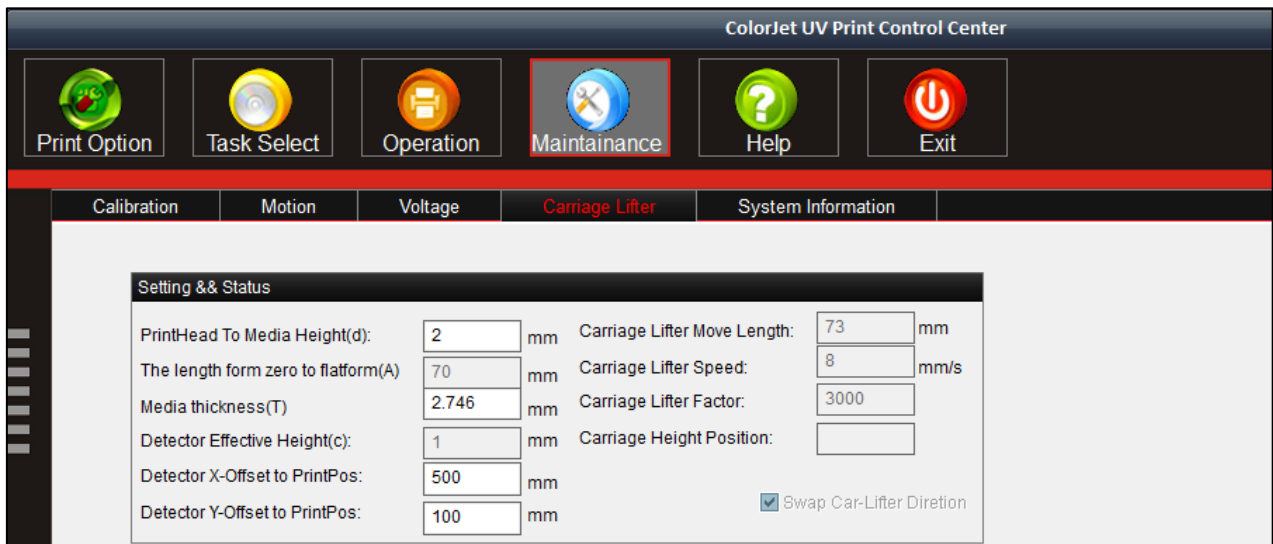 ColorJet UV Print Control Center
Print Option Task Select Operation Maintainance Help Exit
Calibration Motion Voltage Carriage Lifter System Information
Setting && Status
PrintHead To Media Height(d): 2 mm Carriage Lifter Move Length: 73 mm
The length form zero to flatform(A) 70 mm Carriage Lifter Speed: 8 mm/s
Media thickness(T) 2.746 mm Carriage Lifter Factor: 3000
Detector Effective Height(c): 1 mm Carriage Height Position:
Detector X-Offset to PrintPos: 500 mm
Swap Car-Lifter Diretion
Detector Y-Offset to PrintPos: 100 mm